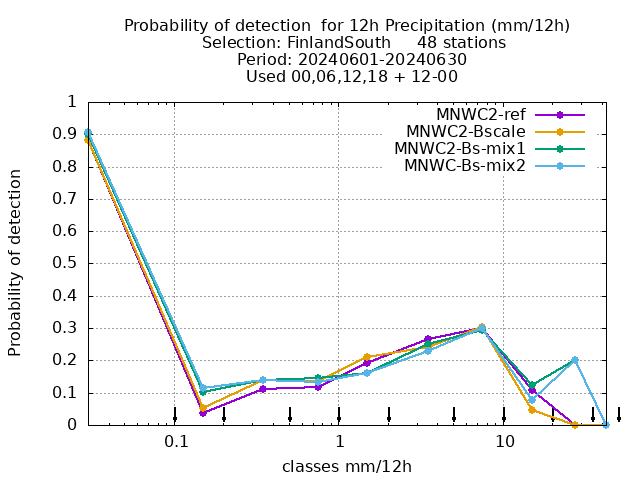 Probability of detection  for 12h Precipitation (mm/12h)
Selection: FinlandSouth     48 stations
Period: 20240601-20240630
Used 00,06,12,18 + 12-00
MNWC2-ref
MNWC2-Bscale
MNWC2-Bs-mix1
MNWC-Bs-mix2
Probability of detection
1
0.9
0.8
0.7
0.6
0.5
0.4
0.3
0.2
0.1
0
0.1 1 10
classes mm/12h